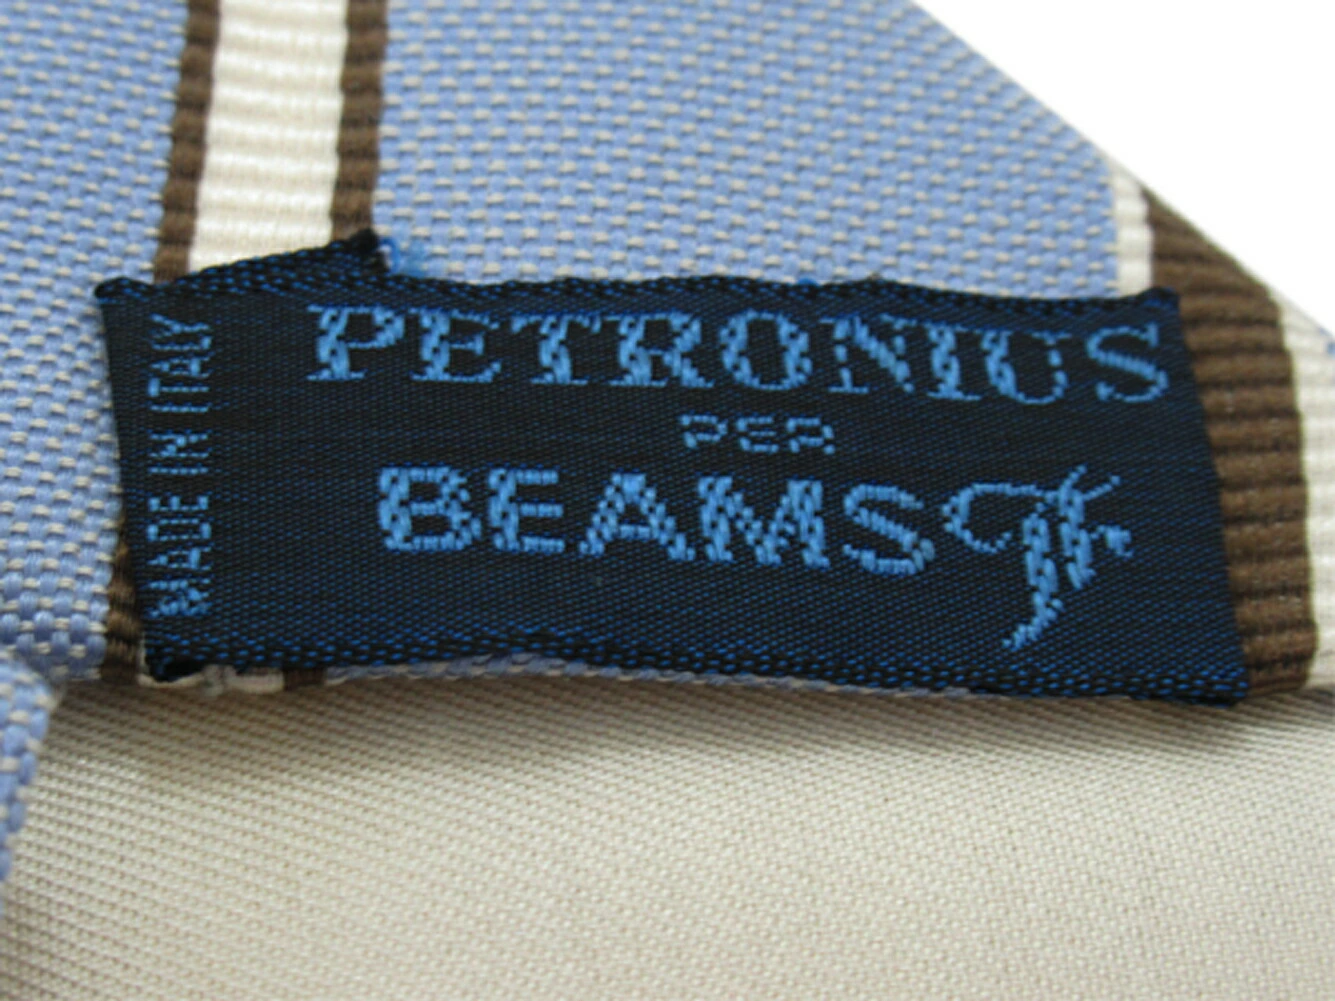 PETRONIUS
PER
BEAMS F
MADE IN ITALY